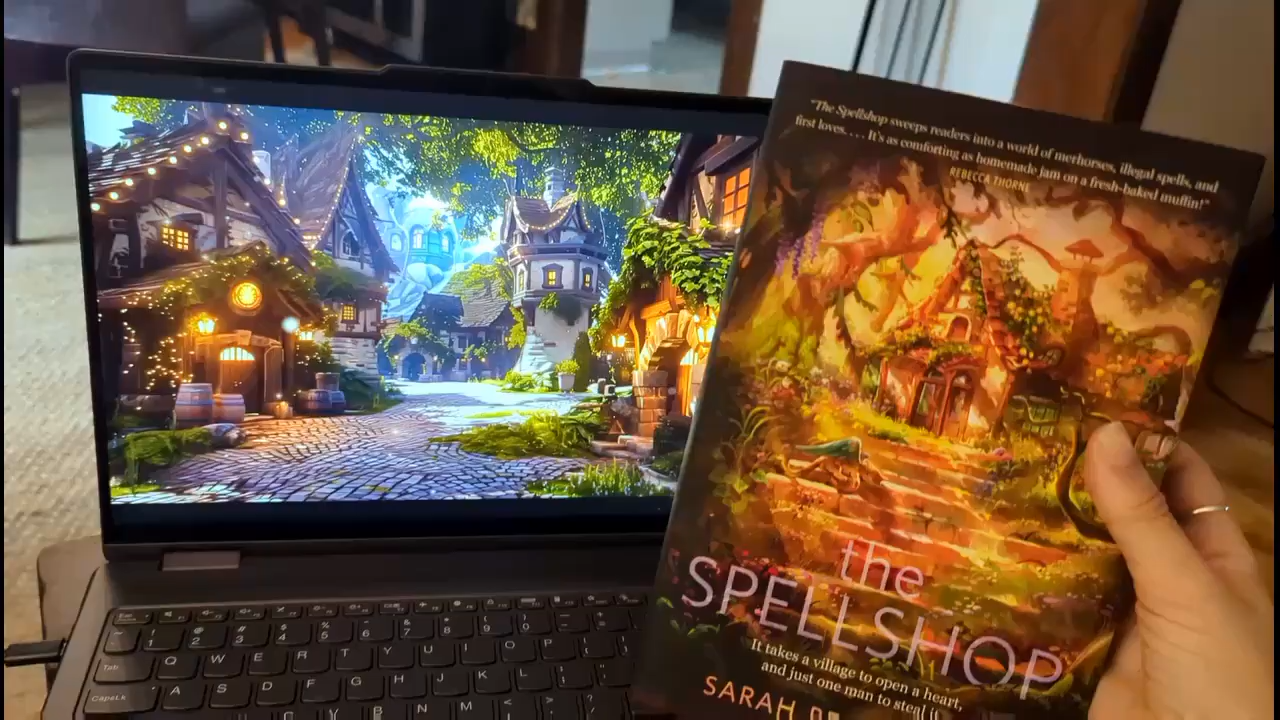 "The Spellshop sweeps readers into a world of merhorses, illegal spells, and
first loves. . . . It's as comforting as homemade jam on a fresh-baked muffin!"
REBECCA THORNE
the
SPELLSHOP
It takes a village to open a heart,
and just one man to steal it
SARAH
Tab
Q W E R T Y U I O P
CapsLk
A S D F G H J K L